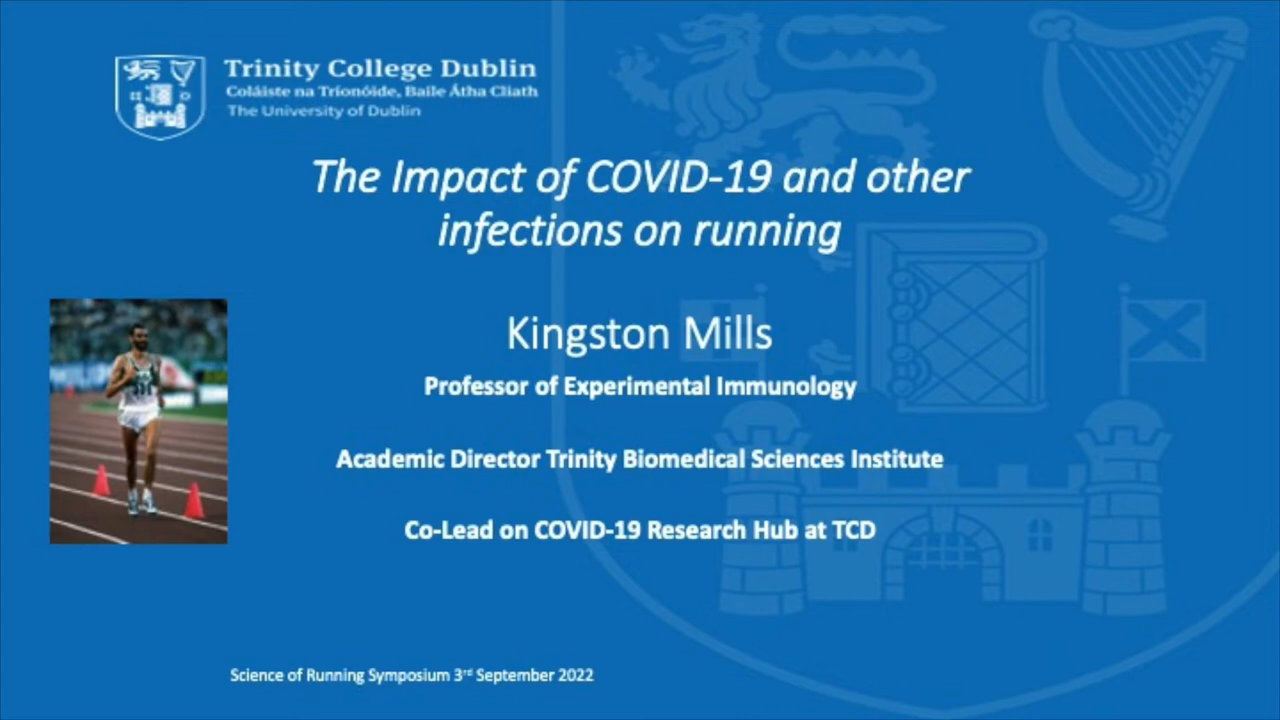 Trinity College Dublin
Coláiste na Tríonóide, Baile Átha Cliath
The University of Dublin
The Impact of COVID-19 and other
infections on running
Kingston Mills
Professor of Experimental Immunology
Academic Director Trinity Biomedical Sciences Institute
Co-Lead on COVID-19 Research Hub at TCD
Science of Running Symposium 3rd September 2022